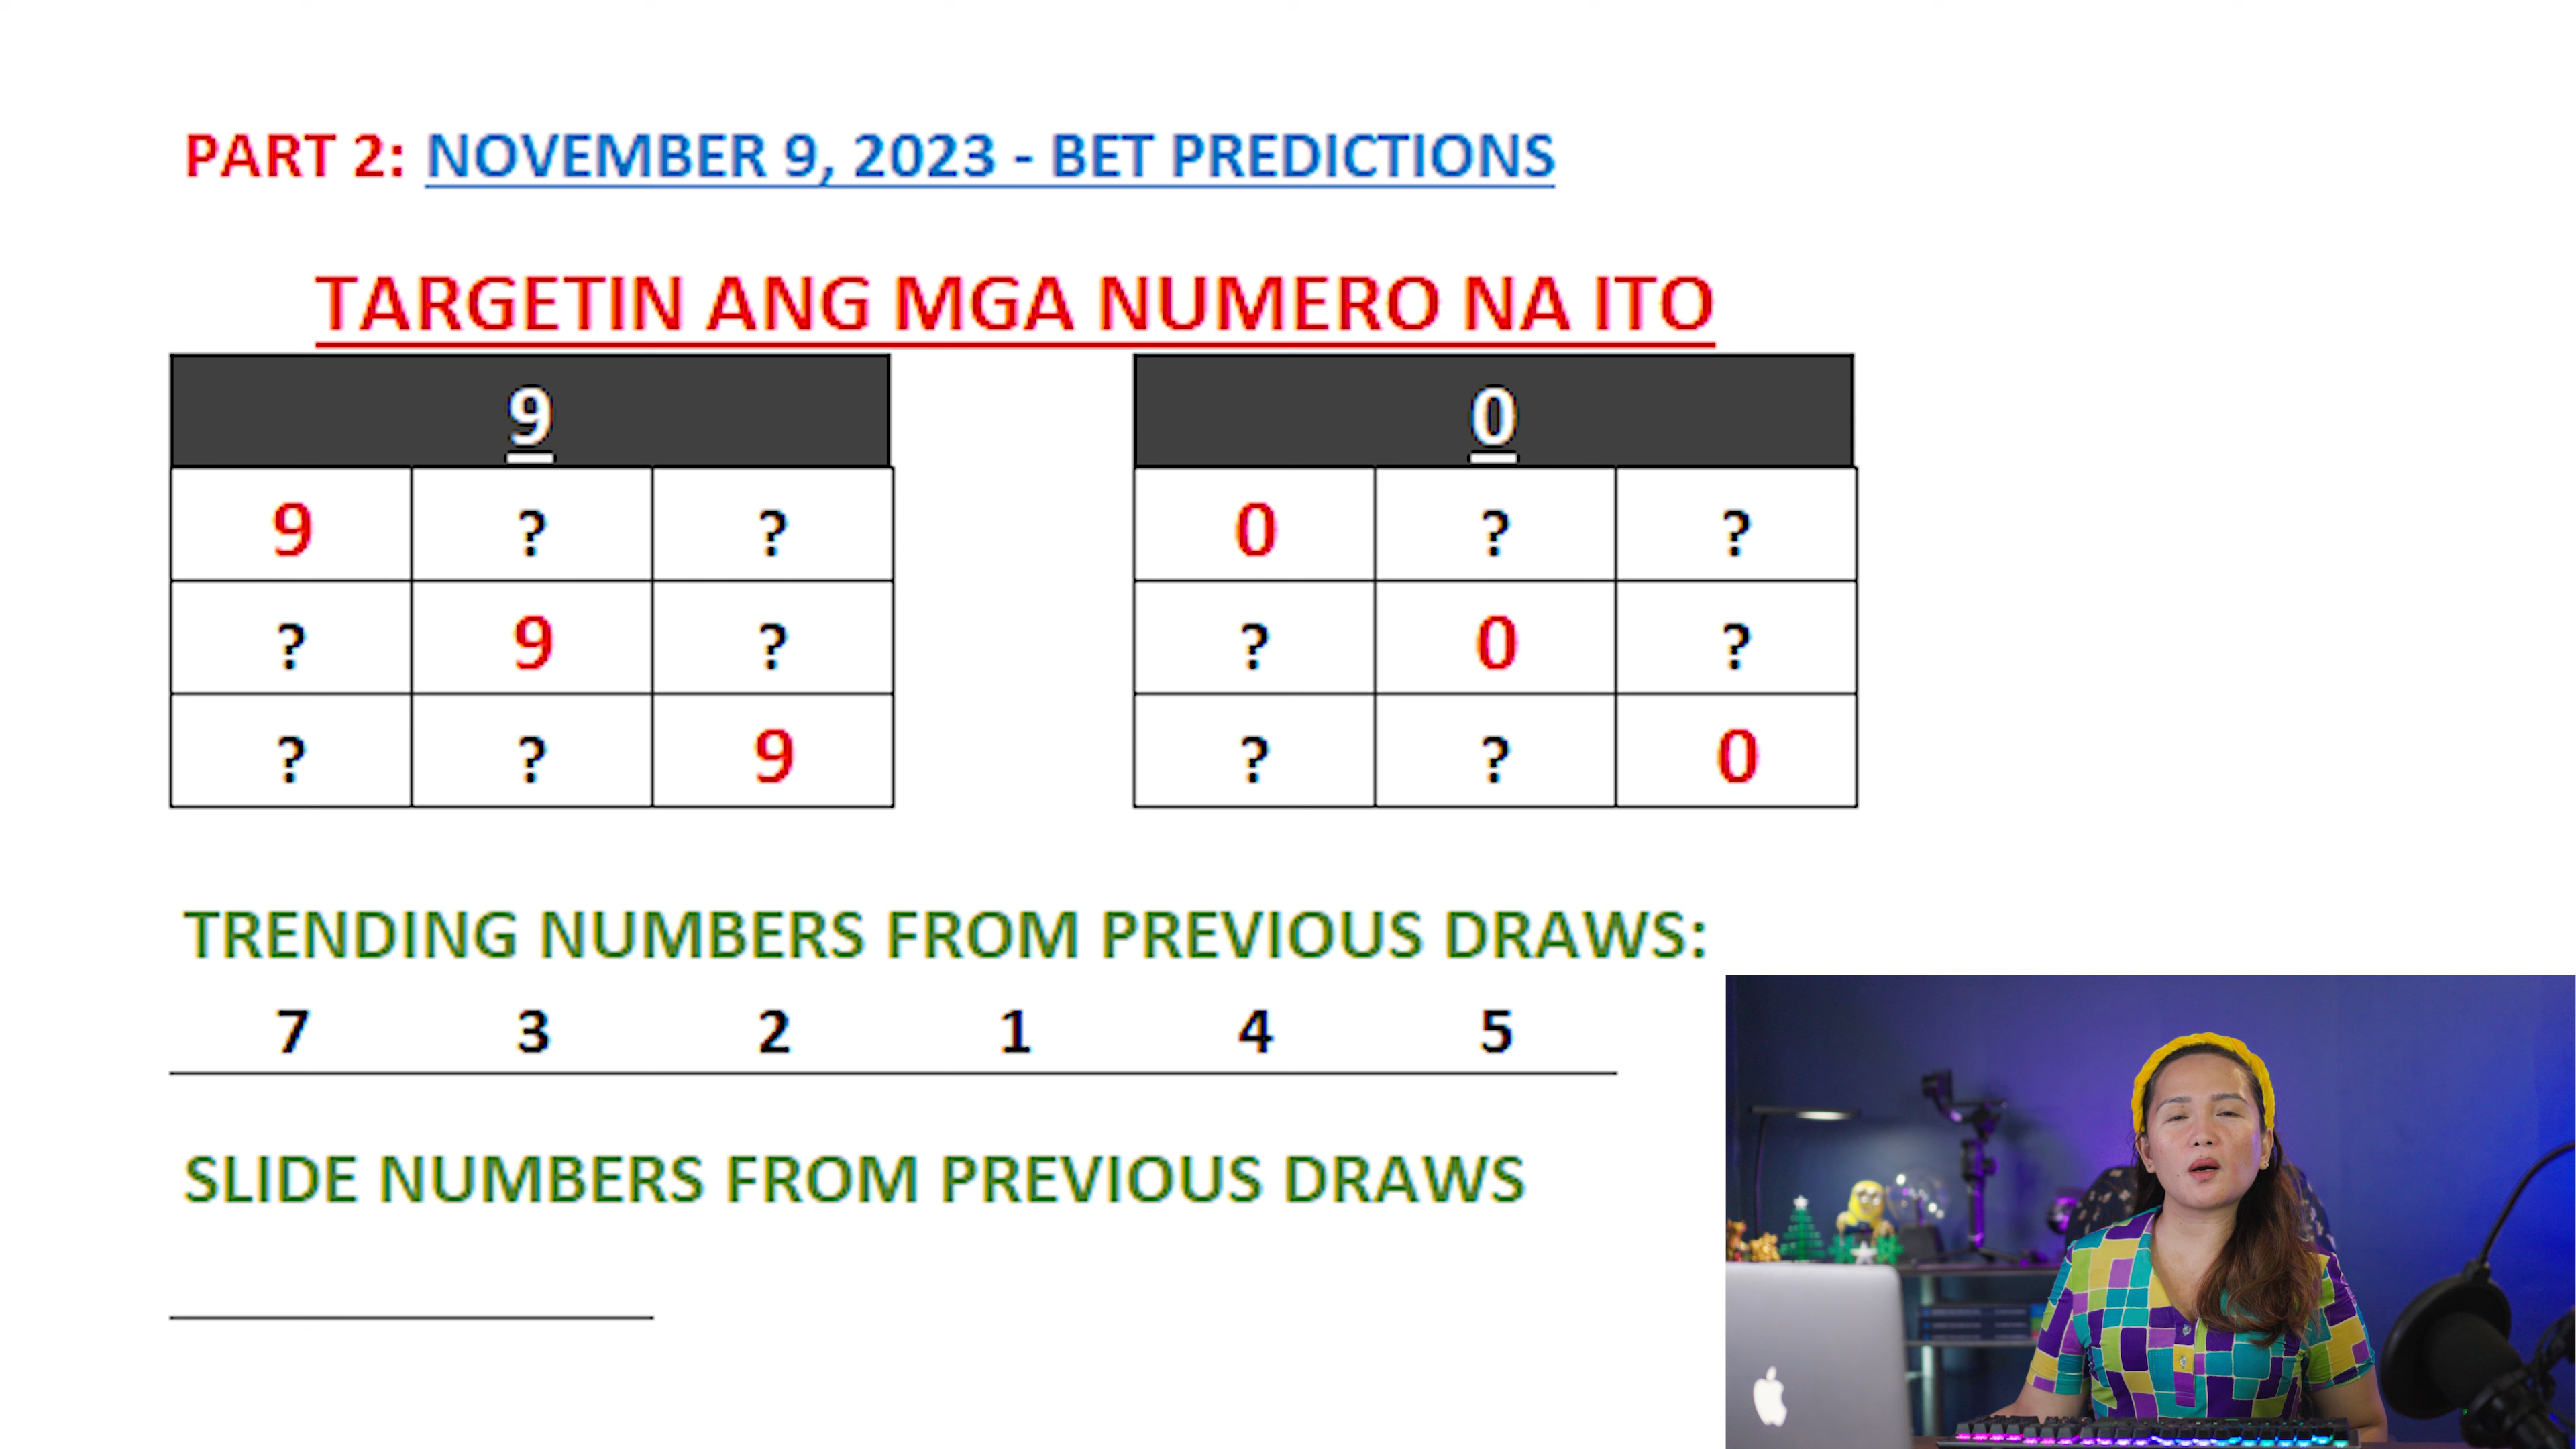 PART 2: NOVEMBER 9, 2023 - BET PREDICTIONS
TARGETIN ANG MGA NUMERO NA ITO
9
9 ? ?
? 9 ?
? ? 9
0
0 ? ?
? 0 ?
? ? 0
TRENDING NUMBERS FROM PREVIOUS DRAWS:
7 3 2 1 4 5
SLIDE NUMBERS FROM PREVIOUS DRAWS